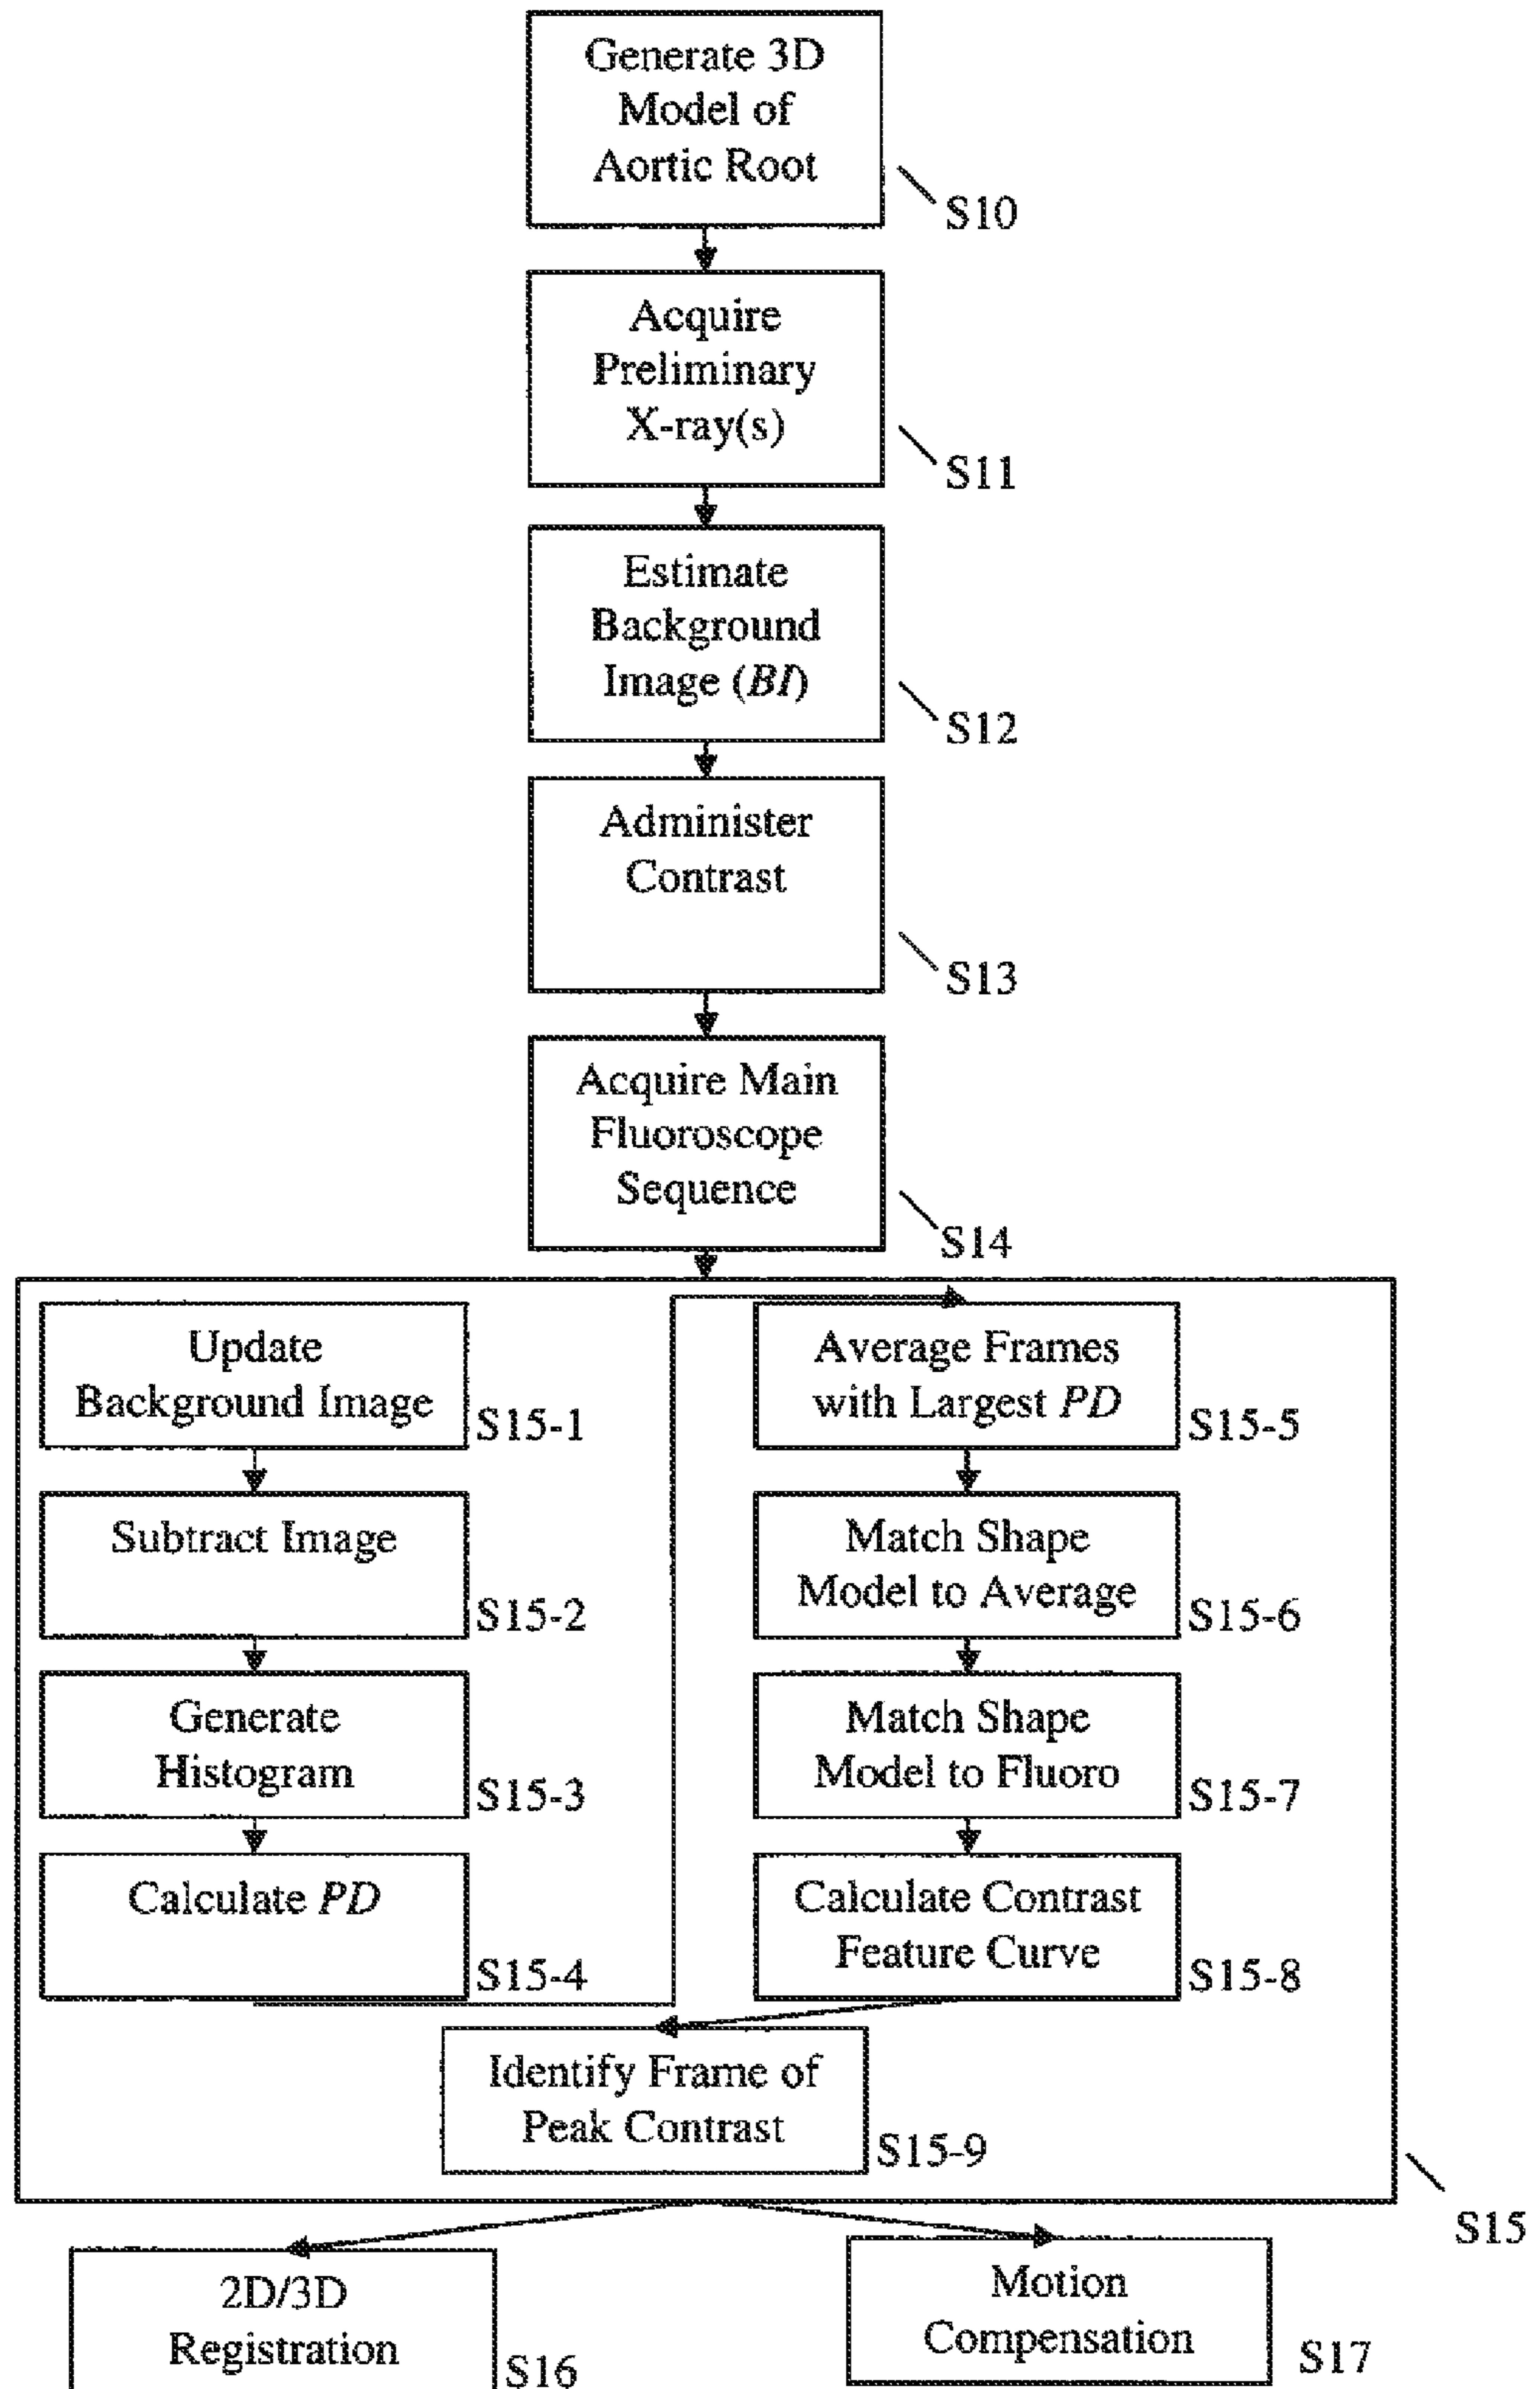 Generate 3D
Model of
Aortic Root
S10
Acquire
Preliminary
X-ray(s)
S11
Estimate
Background
Image (BI)
S12
Administer
Contrast
S13
Acquire Main
Fluoroscope
Sequence
S14
Update
Background Image
S15-1
Subtract Image
S15-2
Generate
Histogram
S15-3
Calculate PD
S15-4
Average Frames
with Largest PD
S15-5
Match Shape
Model to Average
S15-6
Match Shape
Model to Fluoro
S15-7
Calculate Contrast
Feature Curve
S15-8
Identify Frame of
Peak Contrast
S15-9
S15
2D/3D
Registration
S16
Motion
Compensation
S17